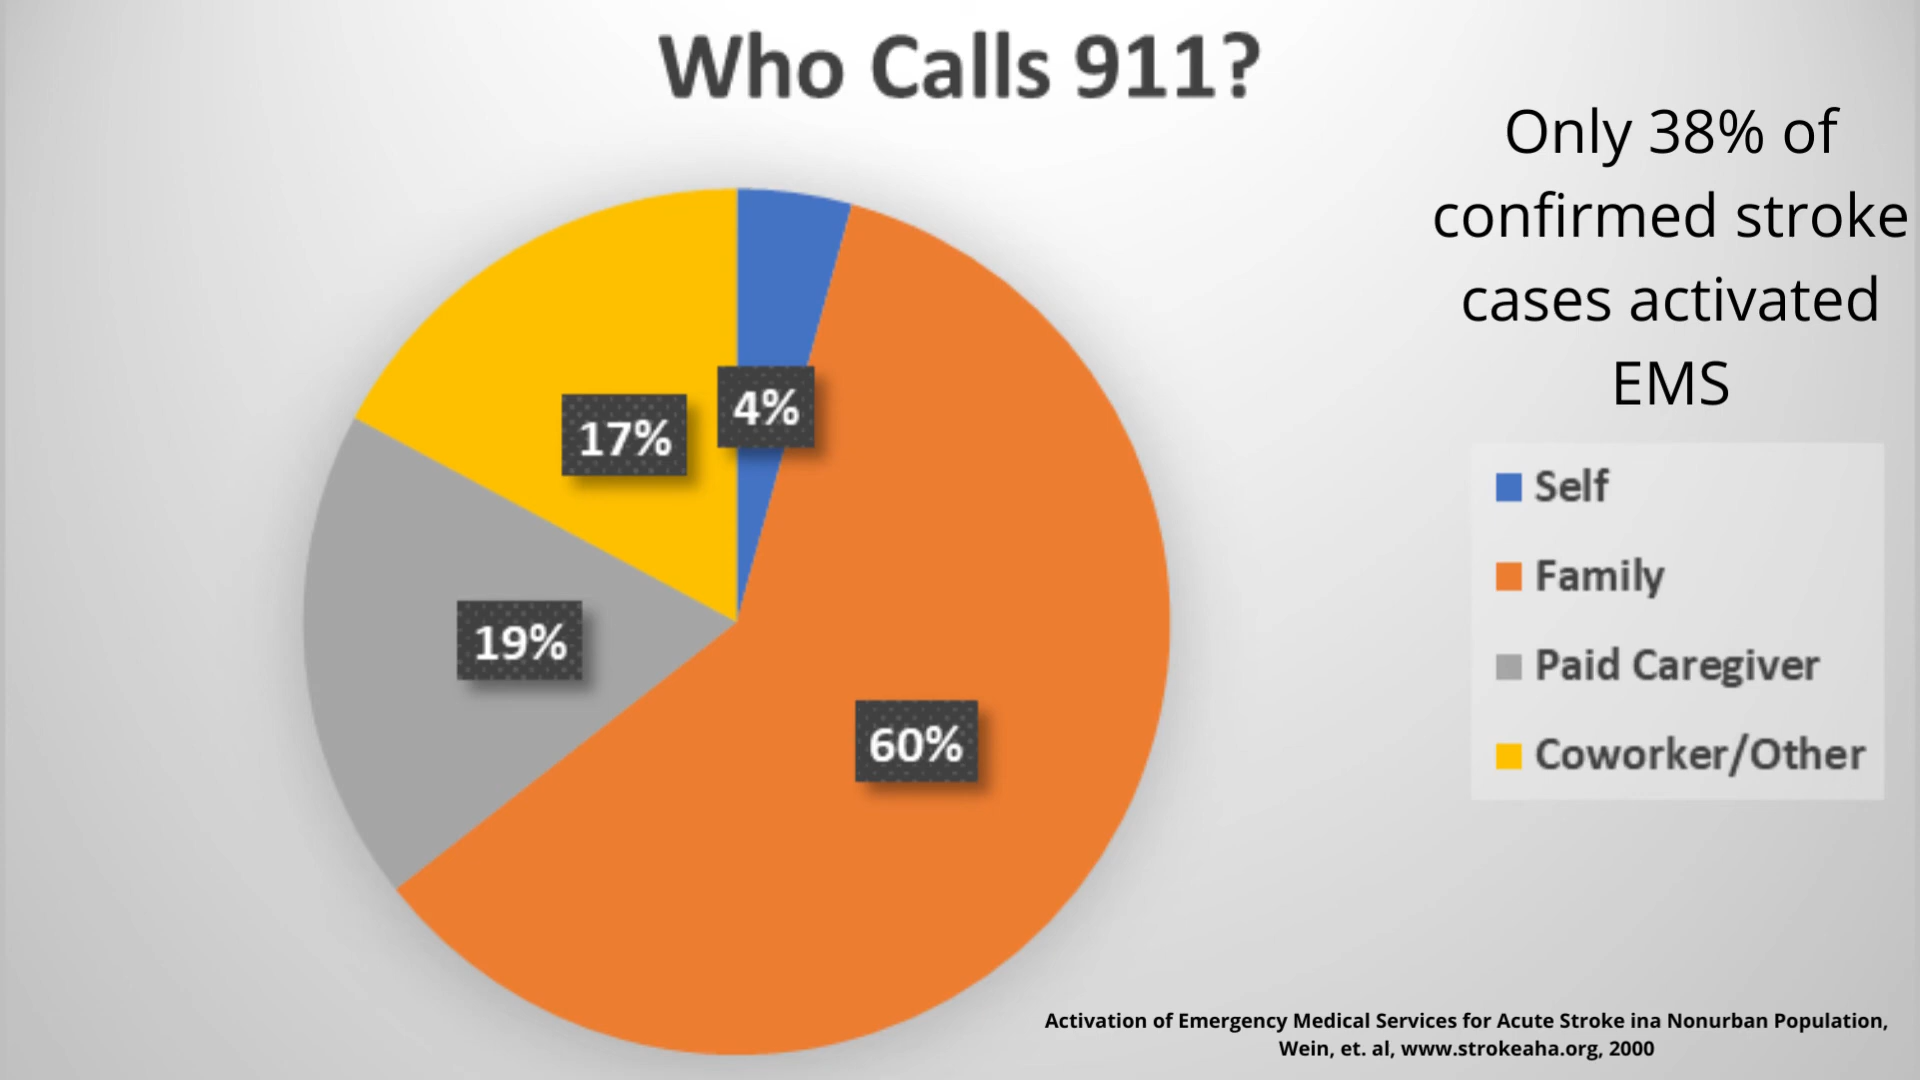 Who Calls 911?
Only 38% of
confirmed stroke
cases activated
EMS
4%
17%
19%
60%
Self
Family
Paid Caregiver
Coworker/Other
Activation of Emergency Medical Services for Acute Stroke ina Nonurban Population,
Wein, et. al, www.strokeaha.org, 2000